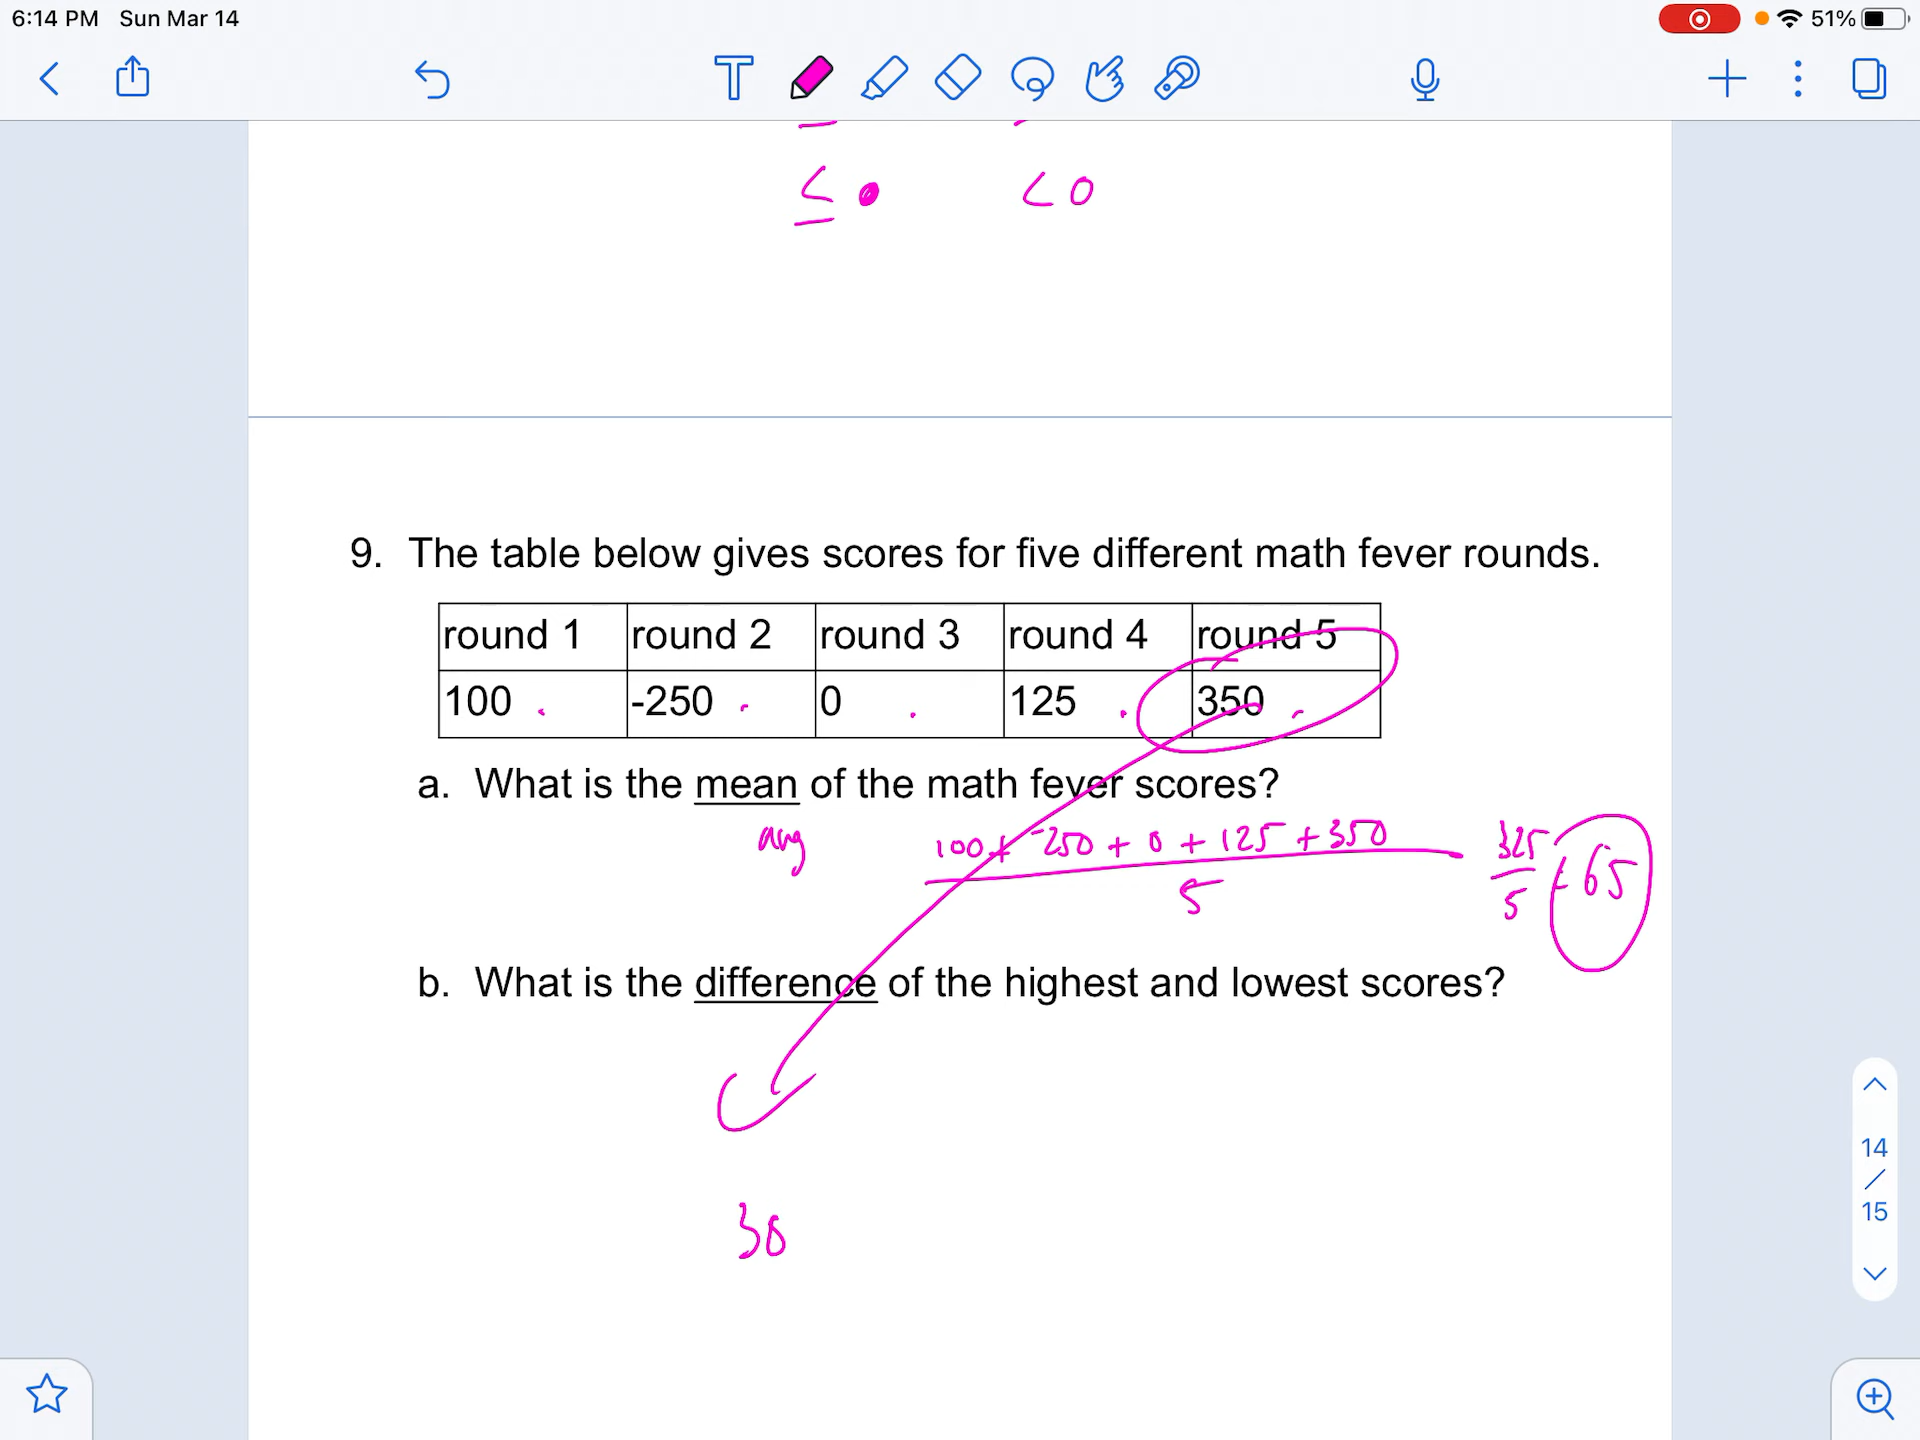 6:14 PM Sun Mar 14 51%
T
≤ <0
9. The table below gives scores for five different math fever rounds.
round 1 round 2 round 3 round 4 round 5
100 -250 0 125 350
a. What is the mean of the math fever scores?
avg 100 + -250 + 0 + 125 + 350 325
5 5 = 65
b. What is the difference of the highest and lowest scores?
14
/
15